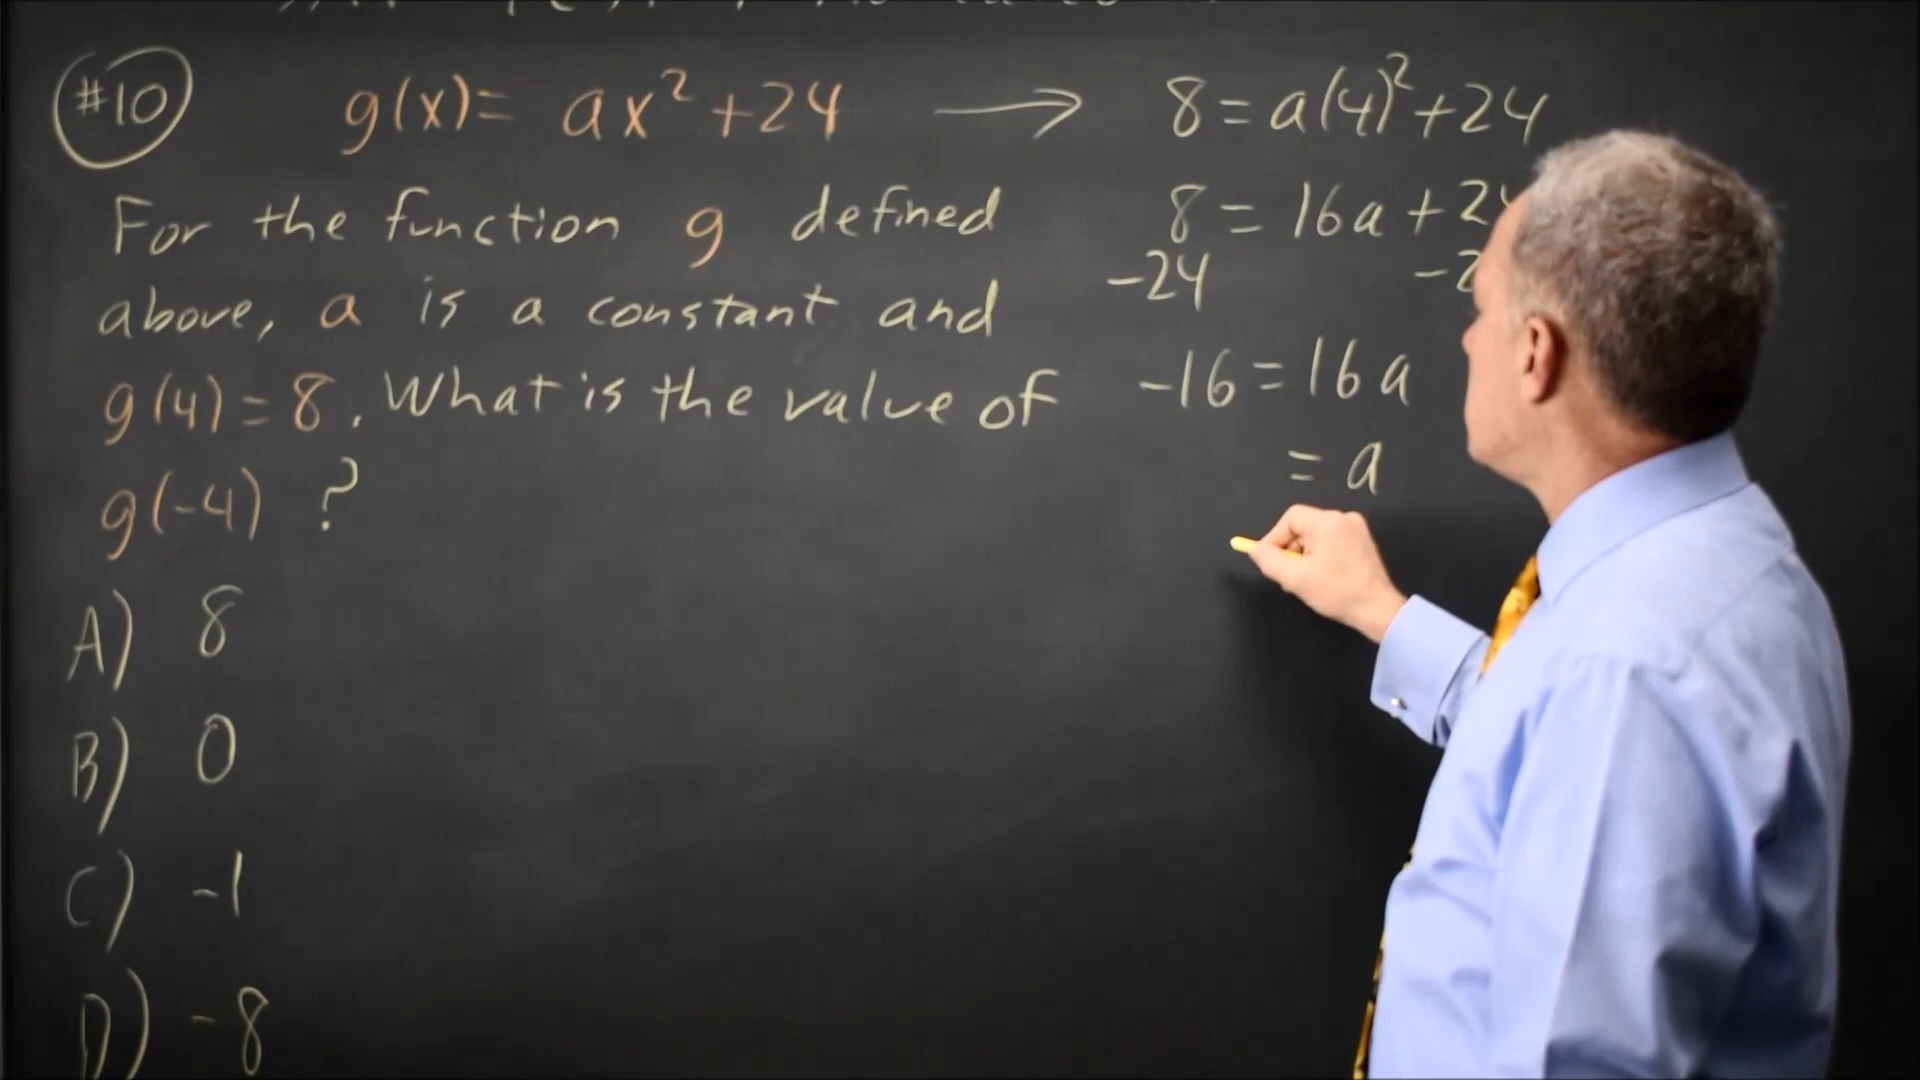 #10 g(x)= ax²+24 → 8=a(4)²+24
For the function g defined
above, a is a constant and
g(4)=8. What is the value of
g(-4) ?
A) 8
B) 0
C) -1
D) -8
8=16a+24
-24 -2
-16=16a
=a